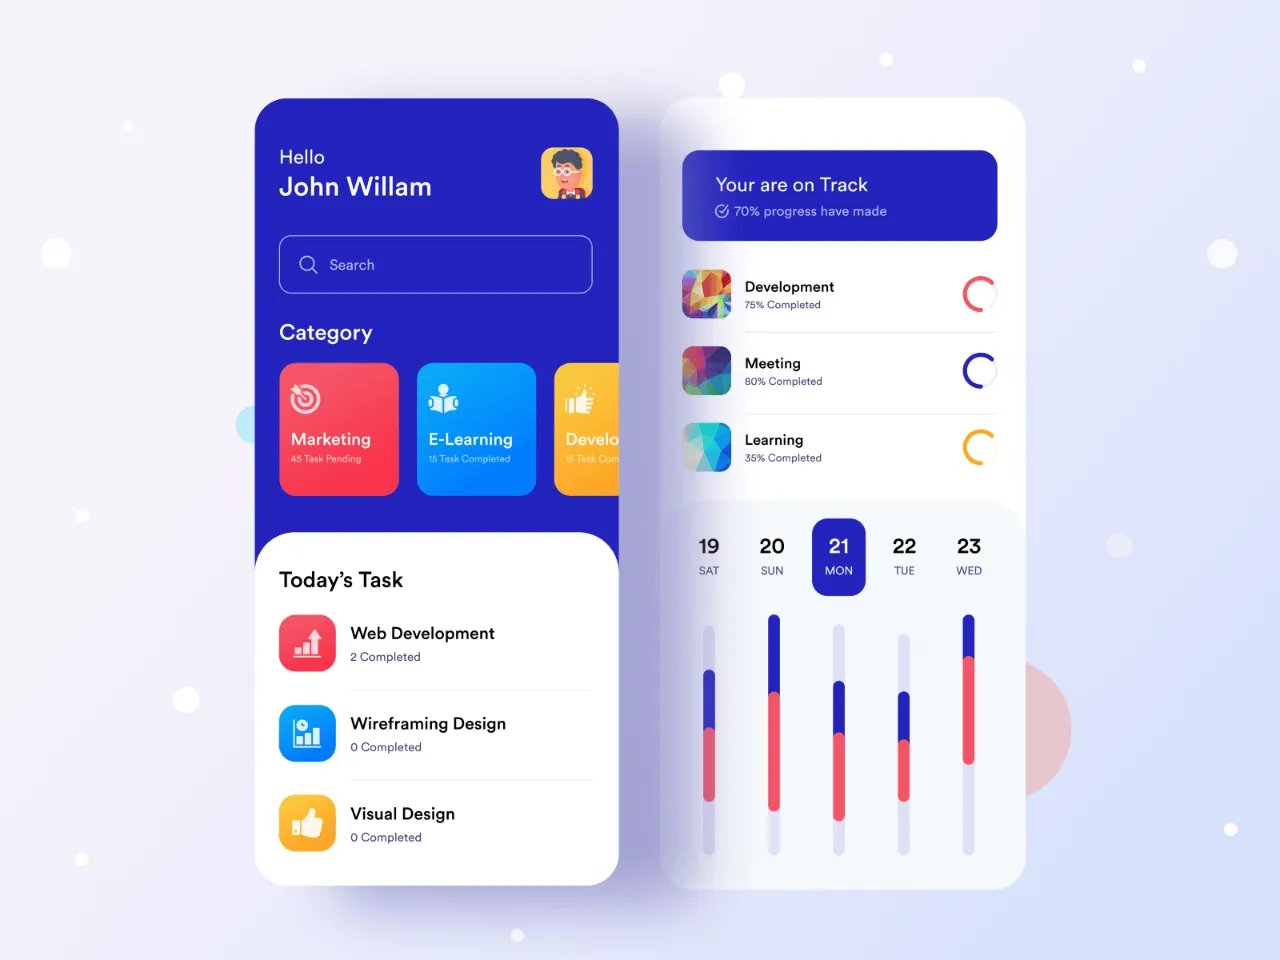 Hello
John Willam
Search
Category
Marketing
45 Task Pending
E-Learning
15 Task Completed
Develo
15 Task Com
Today's Task
Web Development
2 Completed
Wireframing Design
0 Completed
Visual Design
0 Completed
Your are on Track
70% progress have made
Development
75% Completed
Meeting
80% Completed
Learning
35% Completed
19 20 21 22 23
SAT SUN MON TUE WED